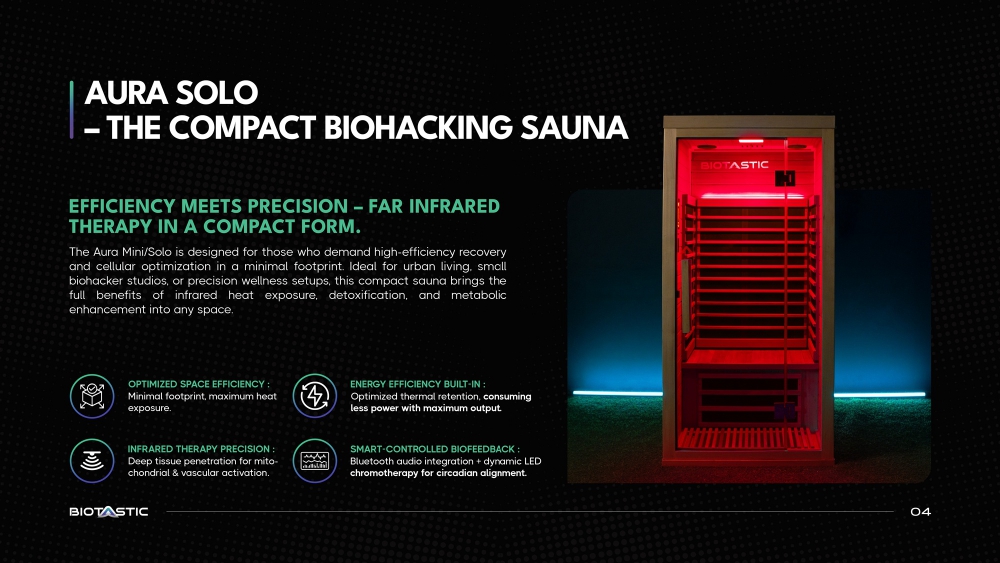 AURA SOLO
– THE COMPACT BIOHACKING SAUNA
BIOTASTIC
EFFICIENCY MEETS PRECISION – FAR INFRARED
THERAPY IN A COMPACT FORM.
The Aura Mini/Solo is designed for those who demand high-efficiency recovery
and cellular optimization in a minimal footprint. Ideal for urban living, small
biohacker studios, or precision wellness setups, this compact sauna brings the
full benefits of infrared heat exposure, detoxification, and metabolic
enhancement into any space.
OPTIMIZED SPACE EFFICIENCY :
Minimal footprint, maximum heat
exposure.
ENERGY EFFICIENCY BUILT-IN :
Optimized thermal retention, consuming
less power with maximum output.
INFRARED THERAPY PRECISION :
Deep tissue penetration for mito-
chondrial & vascular activation.
SMART-CONTROLLED BIOFEEDBACK :
Bluetooth audio integration + dynamic LED
chromotherapy for circadian alignment.
BIOTASTIC
04